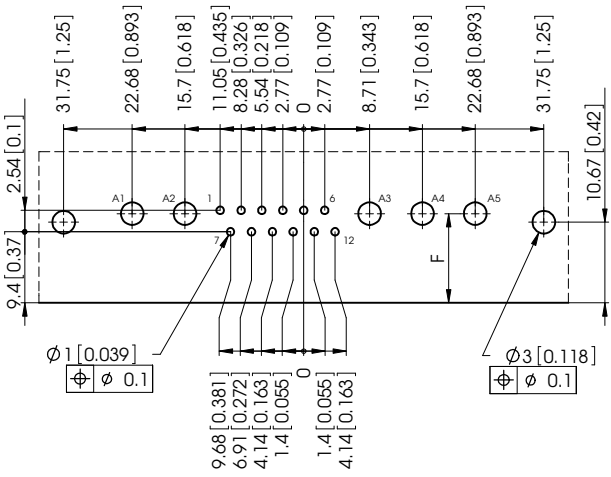 31.75 [1.25]
22.68 [0.893]
15.7 [0.618]
11.05 [0.435]
8.28 [0.326]
5.54 [0.218]
2.77 [0.109]
0
2.77 [0.109]
8.71 [0.343]
15.7 [0.618]
22.68 [0.893]
31.75 [1.25]
2.54 [0.1]
10.67 [0.42]
A1
A2
1
6
A3
A4
A5
7
12
9.4 [0.37]
F
Ø1 [0.039]
⌖ Ø 0.1
Ø3 [0.118]
⌖ Ø 0.1
9.68 [0.381]
6.91 [0.272]
4.14 [0.163]
1.4 [0.055]
0
1.4 [0.055]
4.14 [0.163]